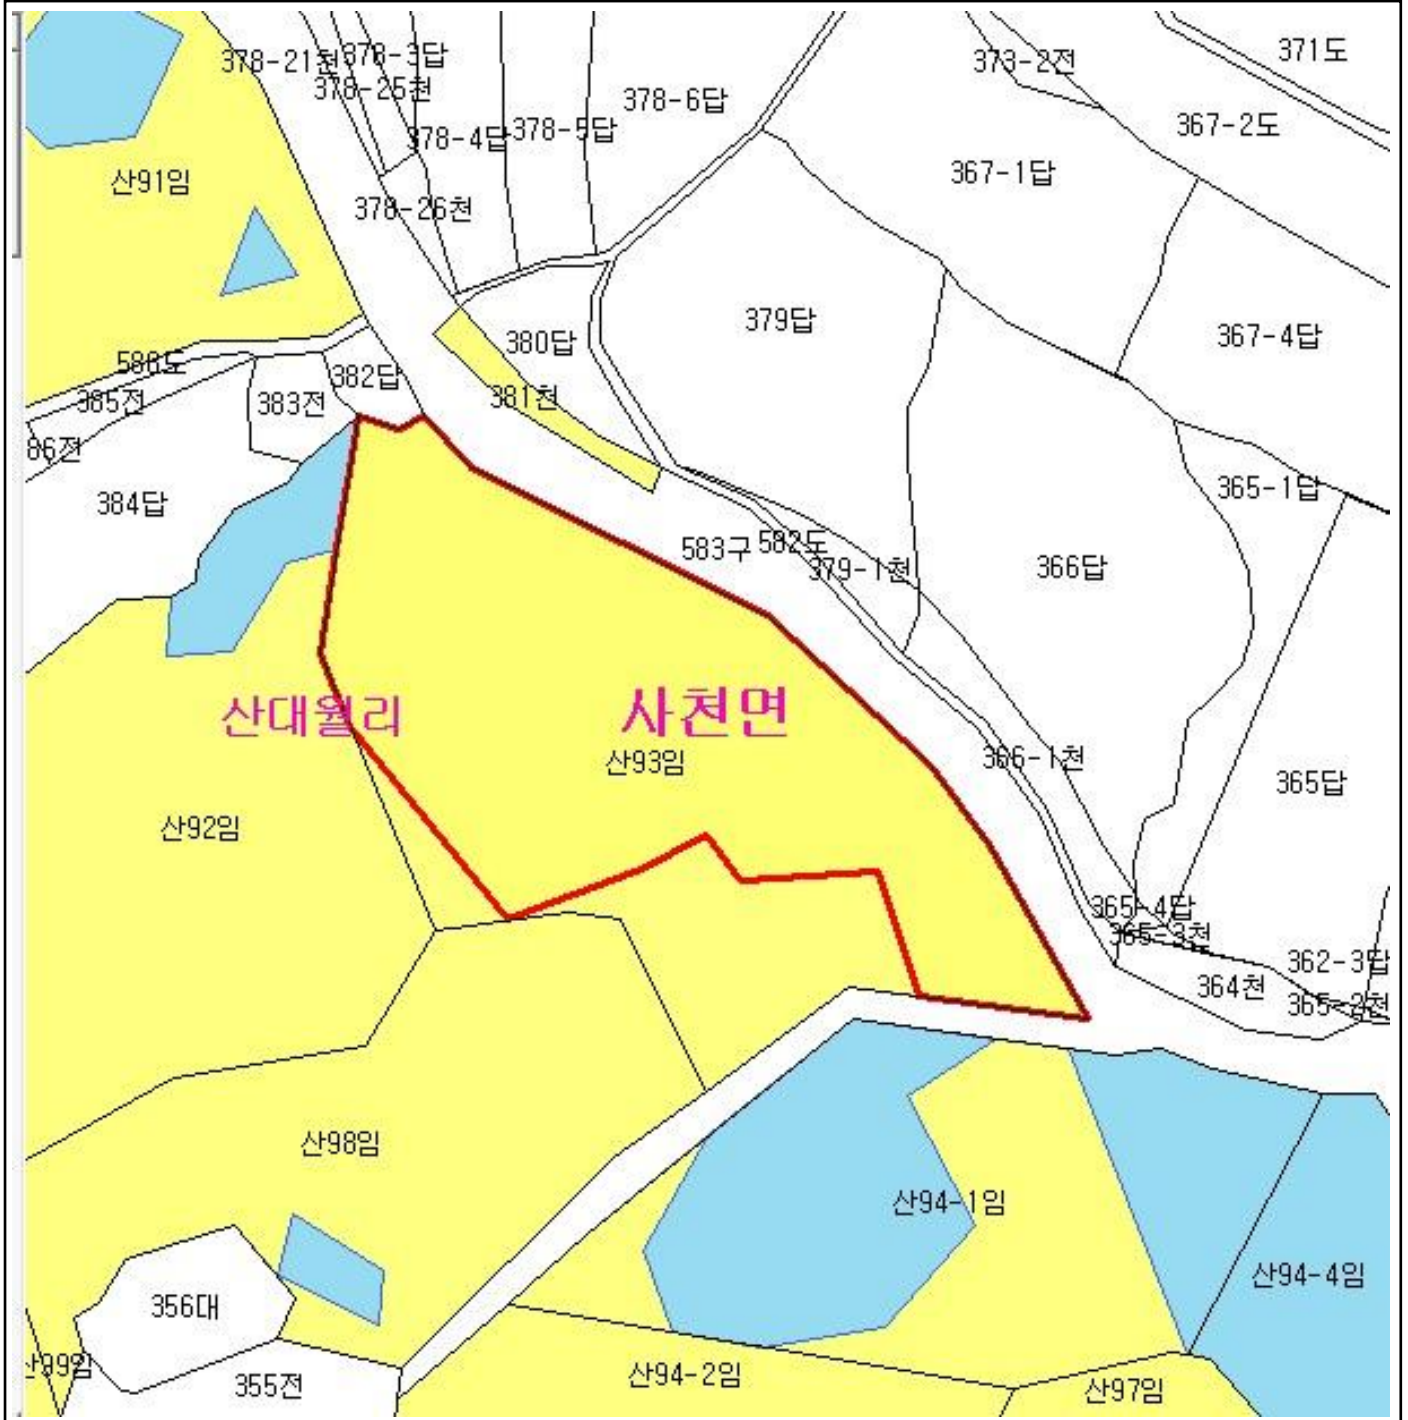 371도
378-3답
378-21천
373-2전
378-25천
378-6답
367-2도
378-5답
378-4답
367-1답
산91임
378-26천
379답
367-4답
380답
586도
382답
381천
385전
383전
86전
365-1답
384답
583구
582도
379-1천
366답
산대월리
사천면
366-1천
산93임
365답
산92임
365-4답
365-3천
362-3답
364천
365-2천
산98임
산94-1임
산94-4임
356대
산99임
산94-2임
355전
산97임